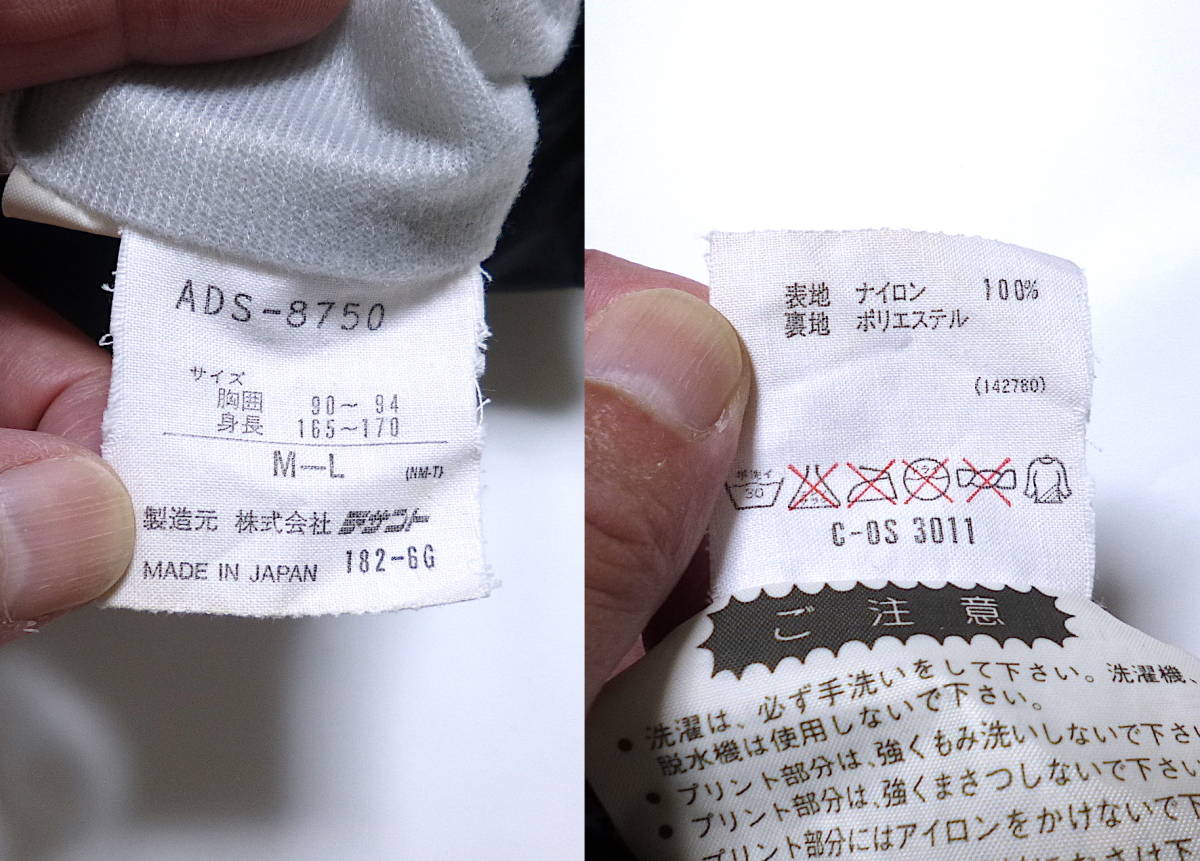 ADS-8750
サイズ
胸囲 90～94
身長 165～170
M—L (NM-T)
製造元 株式会社 デサント
MADE IN JAPAN 182-6G
表地 ナイロン 100%
裏地 ポリエステル
(142780)
手洗イ
30
C-OS 3011
ご注意
• 洗濯は、必ず手洗いをして下さい。洗濯機、
脱水機は使用しないで下さい。
• プリント部分は、強くもみ洗いしないで下さい
• プリント部分は、強くまさつしないで下さい
• プリント部分にはアイロンをかけないで下